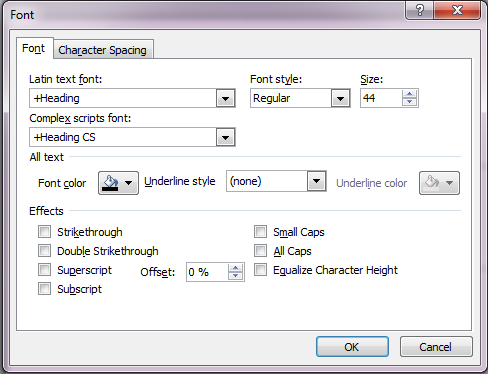 Font
Font Character Spacing
Latin text font: Font style: Size:
+Heading Regular 44
Complex scripts font:
+Heading CS
All text
Font color Underline style (none) Underline color
Effects
Strikethrough Small Caps
Double Strikethrough All Caps
Superscript Offset: 0 % Equalize Character Height
Subscript
OK Cancel